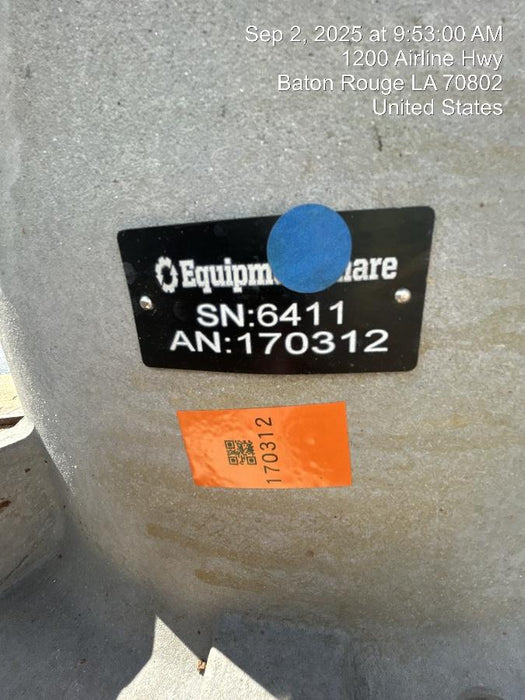 Sep 2, 2025 at 9:53:00 AM
1200 Airline Hwy
Baton Rouge LA 70802
United States
SN:6411
AN:170312
170312